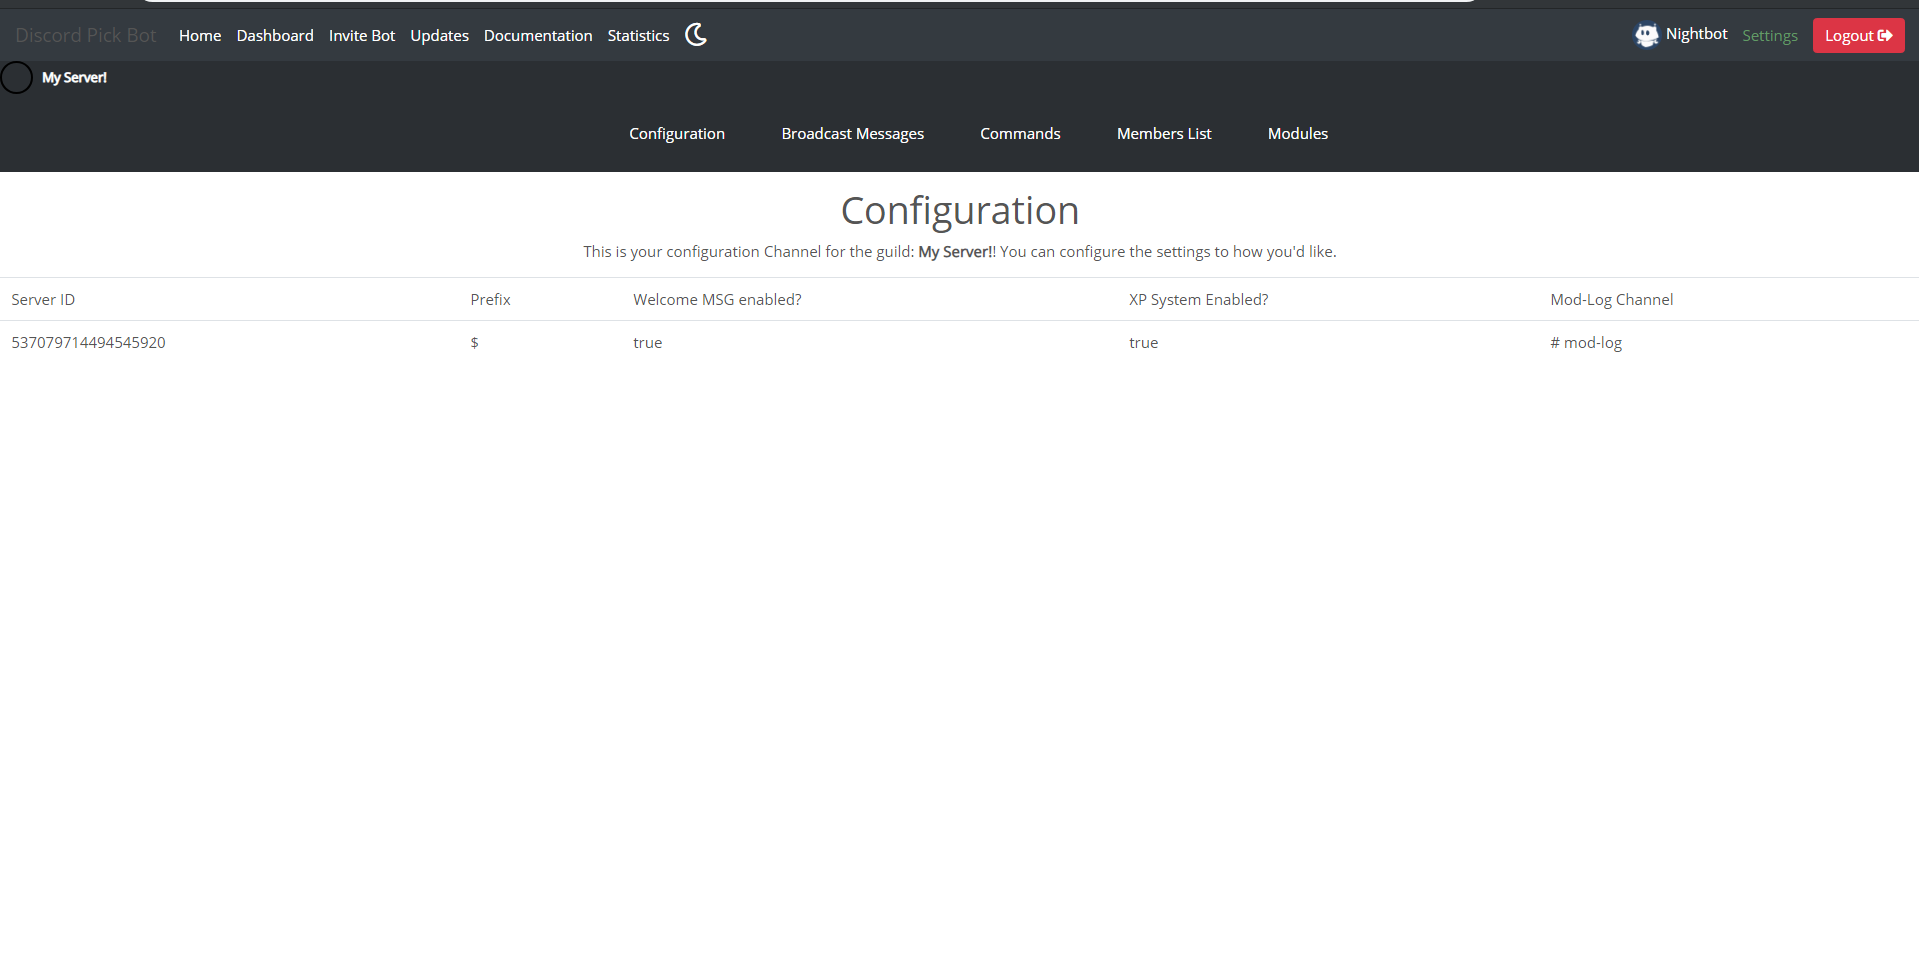 Discord Pick Bot Home Dashboard Invite Bot Updates Documentation Statistics Nightbot Settings Logout
My Server!
Configuration Broadcast Messages Commands Members List Modules
Configuration
This is your configuration Channel for the guild: My Server!! You can configure the settings to how you'd like.
Server ID Prefix Welcome MSG enabled? XP System Enabled? Mod-Log Channel
537079714494545920 $ true true # mod-log